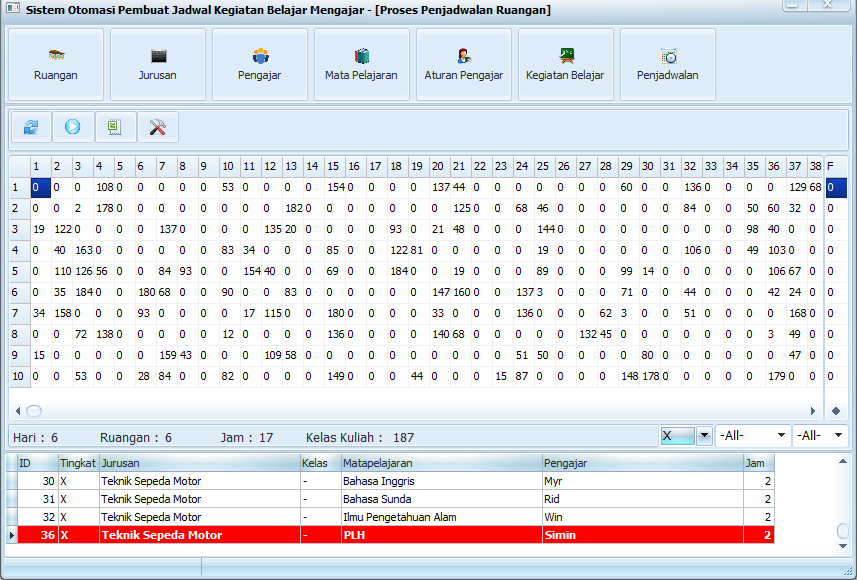 Sistem Otomasi Pembuat Jadwal Kegiatan Belajar Mengajar - [Proses Penjadwalan Ruangan]
Ruangan Jurusan Pengajar Mata Pelajaran Aturan Pengajar Kegiatan Belajar Penjadwalan
1 2 3 4 5 6 7 8 9 10 11 12 13 14 15 16 17 18 19 20 21 22 23 24 25 26 27 28 29 30 31 32 33 34 35 36 37 38 F
1 0 0 0 108 0 0 0 0 0 53 0 0 0 0 154 0 0 0 0 137 44 0 0 0 0 0 0 0 60 0 0 136 0 0 0 0 129 68 0
2 0 0 2 178 0 0 0 0 0 0 0 0 182 0 0 0 0 0 0 0 125 0 0 68 46 0 0 0 0 0 0 84 0 0 50 60 32 0 0
3 19 122 0 0 0 0 137 0 0 0 0 135 20 0 0 0 0 93 0 21 48 0 0 0 144 0 0 0 0 0 0 0 0 0 98 40 0 0 0
4 0 40 163 0 0 0 0 0 0 83 34 0 0 0 85 0 0 122 81 0 0 0 0 0 19 0 0 0 0 0 0 106 0 0 49 103 0 0 0
5 0 110 126 56 0 0 84 93 0 0 154 40 0 0 69 0 0 184 0 0 19 0 0 0 89 0 0 0 99 14 0 0 0 0 0 106 67 0 0
6 0 35 184 0 0 180 68 0 0 90 0 0 83 0 0 0 0 0 0 147 160 0 0 137 3 0 0 0 71 0 0 44 0 0 0 42 24 0 0
7 34 158 0 0 0 93 0 0 0 0 17 115 0 0 180 0 0 0 0 33 0 0 0 136 0 0 0 62 3 0 0 51 0 0 0 0 168 0 0
8 0 0 72 138 0 0 0 0 0 12 0 0 0 0 136 0 0 0 0 140 68 0 0 0 0 0 132 45 0 0 0 0 0 0 0 3 49 0 0
9 15 0 0 0 0 0 159 43 0 0 0 109 58 0 0 0 0 0 0 0 0 0 0 51 50 0 0 0 0 80 0 0 0 0 0 0 47 0 0
10 0 0 53 0 0 28 84 0 0 82 0 0 0 0 149 0 0 0 44 0 0 0 15 87 0 0 0 0 148 178 0 0 0 0 0 179 0 0 0
Hari : 6 Ruangan : 6 Jam : 17 Kelas Kuliah : 187 X -All- -All-
ID Tingkat Jurusan Kelas Matapelajaran Pengajar Jam
30 X Teknik Sepeda Motor - Bahasa Inggris Myr 2
31 X Teknik Sepeda Motor - Bahasa Sunda Rid 2
32 X Teknik Sepeda Motor - Ilmu Pengetahuan Alam Win 2
36 X Teknik Sepeda Motor - PLH Simin 2